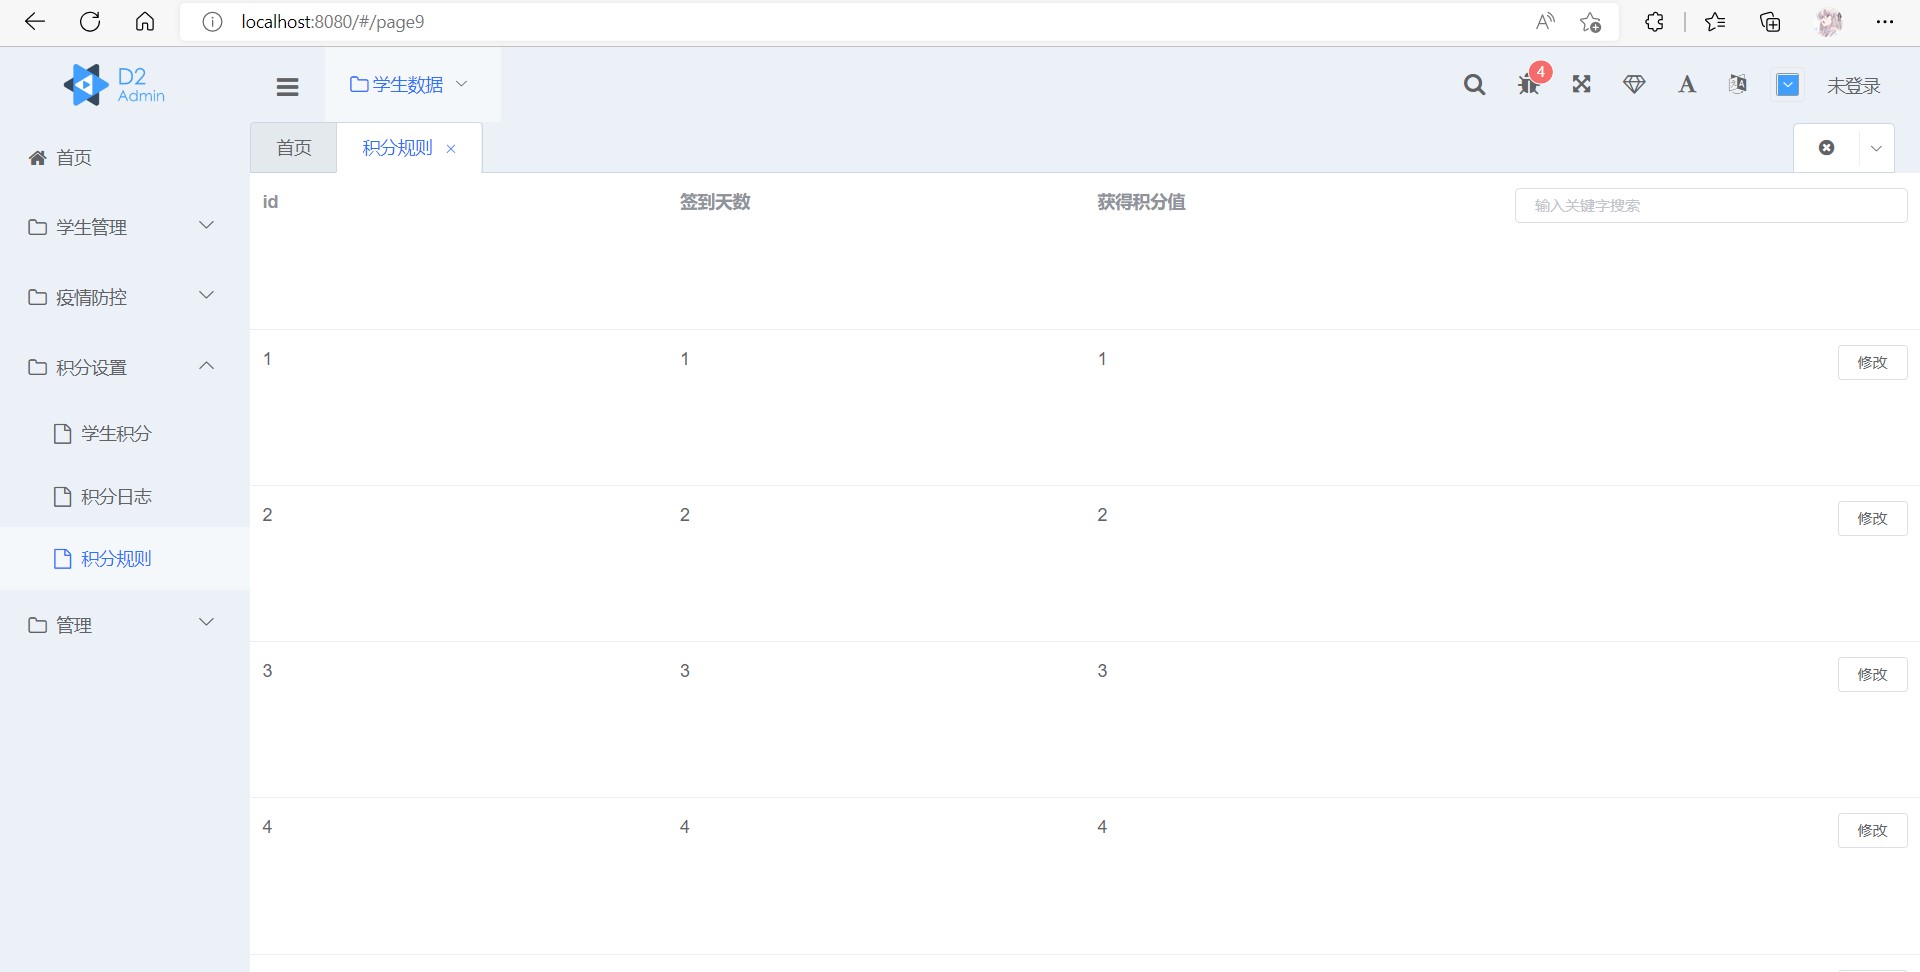 localhost:8080/#/page9
D2
Admin
学生数据
4
未登录
首页
积分规则
首页
学生管理
疫情防控
积分设置
学生积分
积分日志
积分规则
管理
id 签到天数 获得积分值 输入关键字搜索
1 1 1 修改
2 2 2 修改
3 3 3 修改
4 4 4 修改